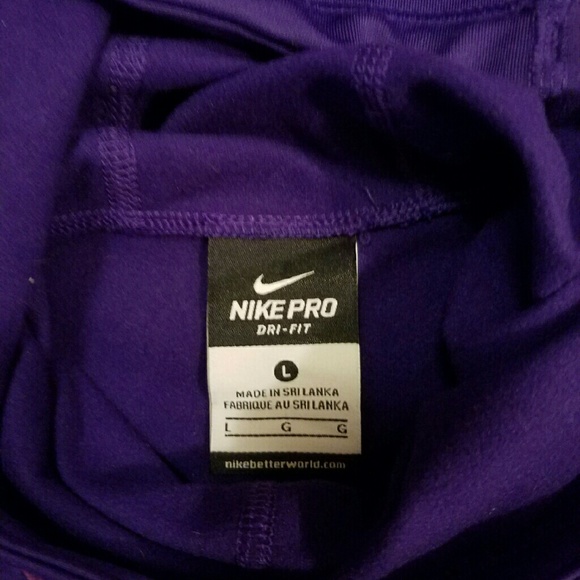 NIKE PRO
DRI-FIT
L
MADE IN SRI LANKA
FABRIQUE AU SRI LANKA
L G G
nikebetterworld.com